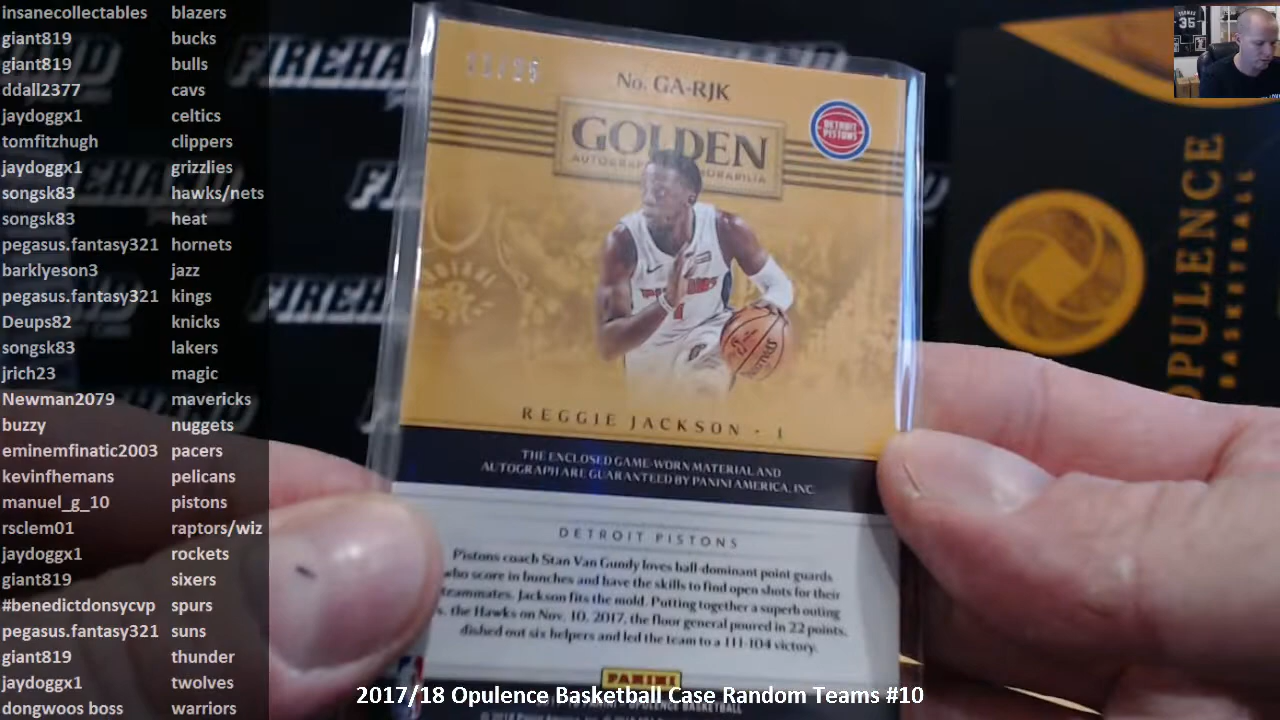 insanecollectables blazers
giant819 bucks
giant819 bulls
ddall2377 cavs
jaydoggx1 celtics
tomfitzhugh clippers
jaydoggx1 grizzlies
songsk83 hawks/nets
songsk83 heat
pegasus.fantasy321 hornets
barklyeson3 jazz
pegasus.fantasy321 kings
Deups82 knicks
songsk83 lakers
jrich23 magic
Newman2079 mavericks
buzzy nuggets
eminemfinatic2003 pacers
kevinfhemans pelicans
manuel_g_10 pistons
rsclem01 raptors/wiz
jaydoggx1 rockets
giant819 sixers
#benedictdonsycvp spurs
pegasus.fantasy321 suns
giant819 thunder
jaydoggx1 twolves
dongwoos boss warriors
No. GA-RJK
DETROIT PISTONS
GOLDEN
REGGIE JACKSON - 1
THE ENCLOSED GAME-WORN MATERIAL AND
AUTOGRAPH ARE GUARANTEED BY PANINI AMERICA, INC.
DETROIT PISTONS
Pistons coach Stan Van Gundy loves ball-dominant point guards
who score in bunches and have the skills to find open shots for their
teammates. Jackson fits the mold. Putting together a superb outing
vs. the Hawks on Nov. 10, 2017, the floor general poured in 22 points,
dished out six helpers and led the team to a 111-104 victory.
PANINI
OPULENCE
BASKETBALL
35
2017/18 Opulence Basketball Case Random Teams #10